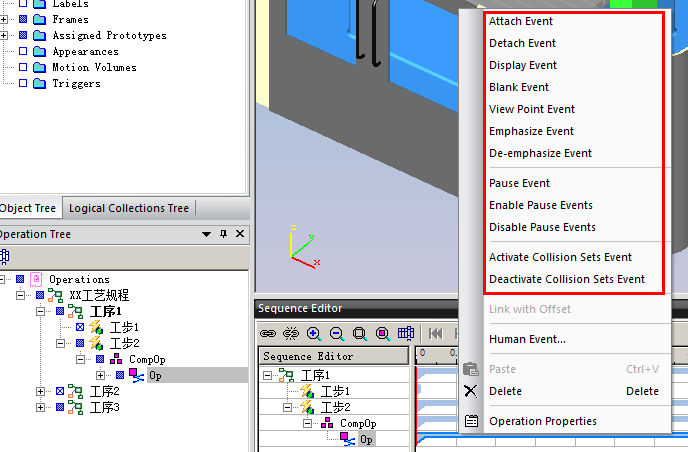 Labels
Frames
Assigned Prototypes
Appearances
Motion Volumes
Triggers
Object Tree
Logical Collections Tree
Operation Tree
Operations
XX工艺规程
工序1
工步1
工步2
CompOp
Op
工序2
工序3
z
y
x
Sequence Editor
Sequence Editor
0
0.
工序1
工步1
工步2
CompOp
Op
Attach Event
Detach Event
Display Event
Blank Event
View Point Event
Emphasize Event
De-emphasize Event
Pause Event
Enable Pause Events
Disable Pause Events
Activate Collision Sets Event
Deactivate Collision Sets Event
Link with Offset
Human Event...
Paste Ctrl+V
Delete Delete
Operation Properties